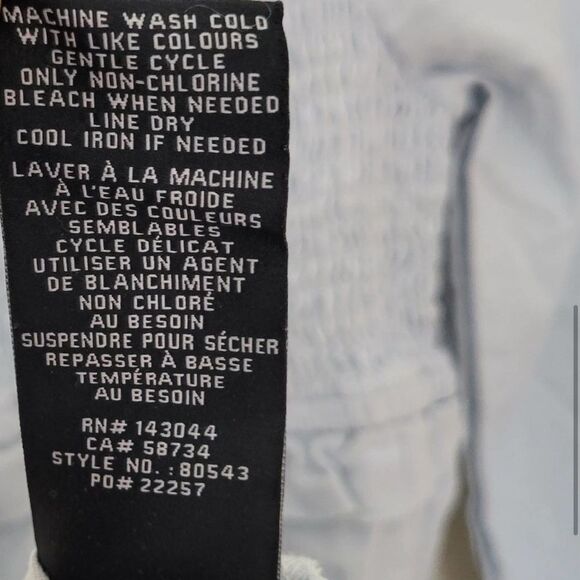 MACHINE WASH COLD
WITH LIKE COLOURS
GENTLE CYCLE
ONLY NON-CHLORINE
BLEACH WHEN NEEDED
LINE DRY
COOL IRON IF NEEDED
LAVER À LA MACHINE
À L'EAU FROIDE
AVEC DES COULEURS
SEMBLABLES
CYCLE DÉLICAT
UTILISER UN AGENT
DE BLANCHIMENT
NON CHLORÉ
AU BESOIN
SUSPENDRE POUR SÉCHER
REPASSER À BASSE
TEMPÉRATURE
AU BESOIN
RN# 143044
CA# 58734
STYLE NO.:80543
PO# 22257